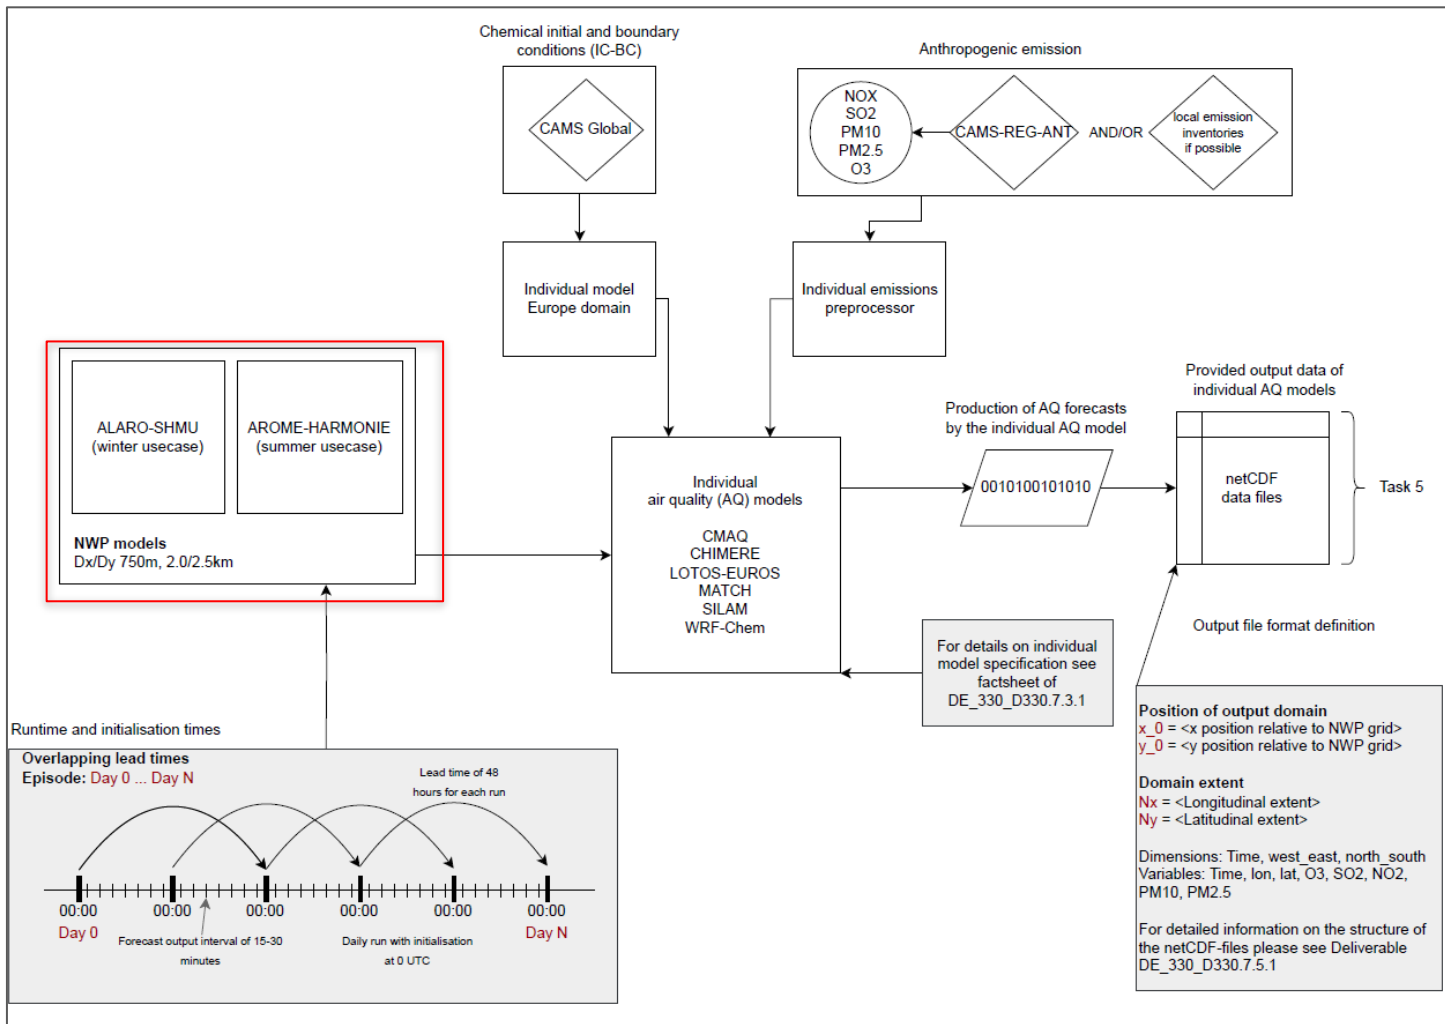 Chemical initial and boundary
conditions (IC-BC)
CAMS Global
Anthropogenic emission
NOX
SO2
PM10
PM2.5
O3
CAMS-REG-ANT
AND/OR
local emission
inventories
if possible
Individual model
Europe domain
Individual emissions
preprocessor
ALARO-SHMU
(winter usecase)
AROME-HARMONIE
(summer usecase)
NWP models
Dx/Dy 750m, 2.0/2.5km
Individual
air quality (AQ) models
CMAQ
CHIMERE
LOTOS-EUROS
MATCH
SILAM
WRF-Chem
Production of AQ forecasts
by the individual AQ model
0010100101010
Provided output data of
individual AQ models
netCDF
data files
Task 5
For details on individual
model specification see
factsheet of
DE_330_D330.7.3.1
Output file format definition
Position of output domain
x_0 = <x position relative to NWP grid>
y_0 = <y position relative to NWP grid>
Domain extent
Nx = <Longitudinal extent>
Ny = <Latitudinal extent>
Dimensions: Time, west_east, north_south
Variables: Time, lon, lat, O3, SO2, NO2,
PM10, PM2.5
For detailed information on the structure of
the netCDF-files please see Deliverable
DE_330_D330.7.5.1
Runtime and initialisation times
Overlapping lead times
Episode: Day 0 ... Day N
Lead time of 48
hours for each run
00:00
00:00
00:00
00:00
00:00
00:00
Day 0
Day N
Forecast output interval of 15-30
minutes
Daily run with initialisation
at 0 UTC